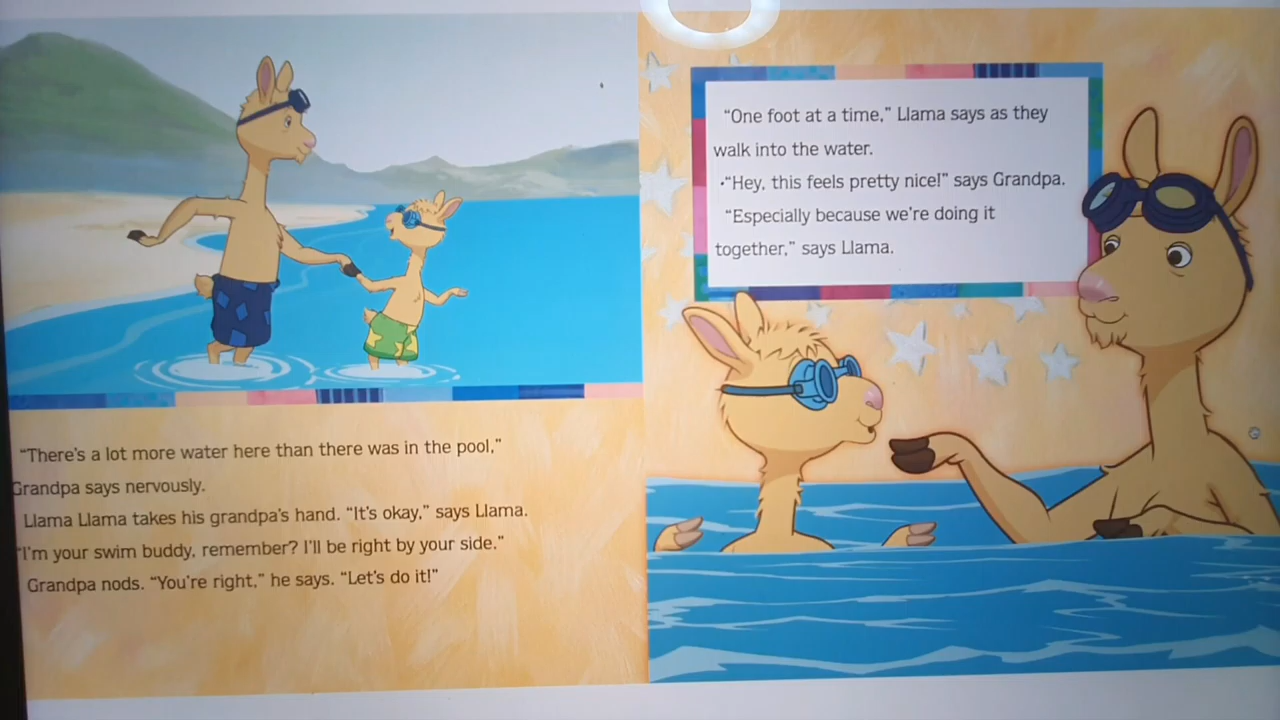 “There’s a lot more water here than there was in the pool,”
Grandpa says nervously.
Llama Llama takes his grandpa’s hand. “It’s okay,” says Llama.
“I’m your swim buddy, remember? I’ll be right by your side.”
Grandpa nods. “You’re right,” he says. “Let’s do it!”
“One foot at a time,” Llama says as they
walk into the water.
“Hey, this feels pretty nice!” says Grandpa.
“Especially because we’re doing it
together,” says Llama.